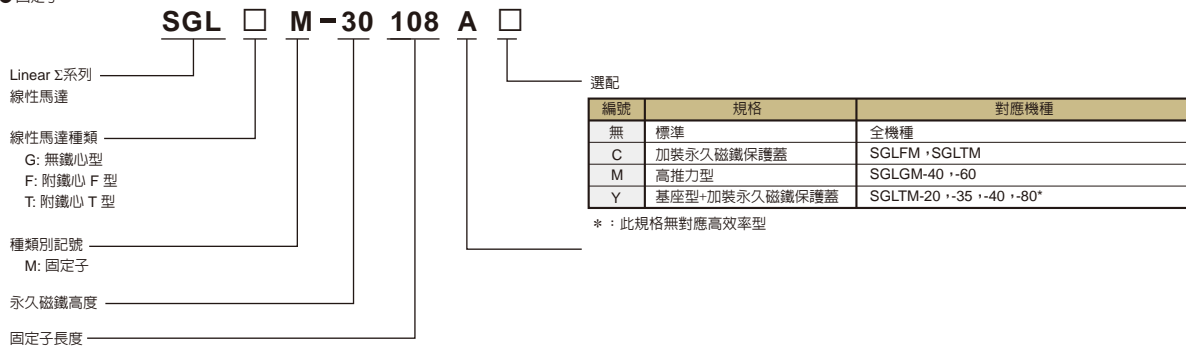 固定子
SGL □ M-30 108 A □
Linear Σ系列
線性馬達
線性馬達種類
G: 無鐵心型
F: 附鐵心 F 型
T: 附鐵心 T 型
種類別記號
M: 固定子
永久磁鐵高度
固定子長度
選配
編號 規格 對應機種
無 標準 全機種
C 加裝永久磁鐵保護蓋 SGLFM,SGLTM
M 高推力型 SGLGM-40,-60
Y 基座型+加裝永久磁鐵保護蓋 SGLTM-20,-35,-40,-80*
*:此規格無對應高效率型